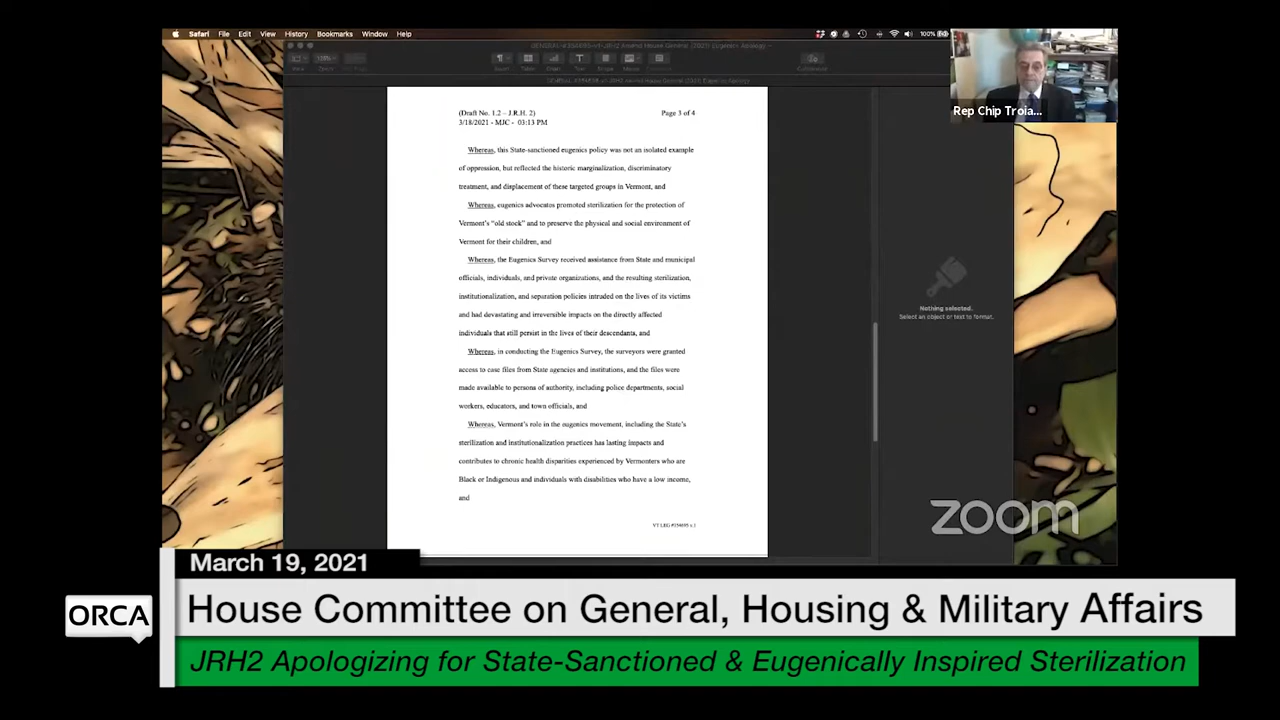 Safari File Edit View History Bookmarks Window Help
100%
Rep Chip Troia...
(Draft No. 1.2 – J.R.H. 2) Page 3 of 4
3/18/2021 - MJC - 03:13 PM
Whereas, this State-sanctioned eugenics policy was not an isolated example
of oppression, but reflected the historic marginalization, discriminatory
treatment, and displacement of these targeted groups in Vermont, and
Whereas, eugenics advocates promoted sterilization for the protection of
Vermont's “old stock” and to preserve the physical and social environment of
Vermont for their children, and
Whereas, the Eugenics Survey received assistance from State and municipal
officials, individuals, and private organizations, and the resulting sterilization,
institutionalization, and separation policies intruded on the lives of its victims
and had devastating and irreversible impacts on the directly affected
individuals that still persist in the lives of their descendants, and
Whereas, in conducting the Eugenics Survey, the surveyors were granted
access to case files from State agencies and institutions, and the files were
made available to persons of authority, including police departments, social
workers, educators, and town officials, and
Whereas, Vermont's role in the eugenics movement, including the State's
sterilization and institutionalization practices has lasting impacts and
contributes to chronic health disparities experienced by Vermonters who are
Black or Indigenous and individuals with disabilities who have a low income,
and
VT LEG
Nothing selected.
Select an object or text to format.
zoom
March 19, 2021
ORCA
House Committee on General, Housing & Military Affairs
JRH2 Apologizing for State-Sanctioned & Eugenically Inspired Sterilization